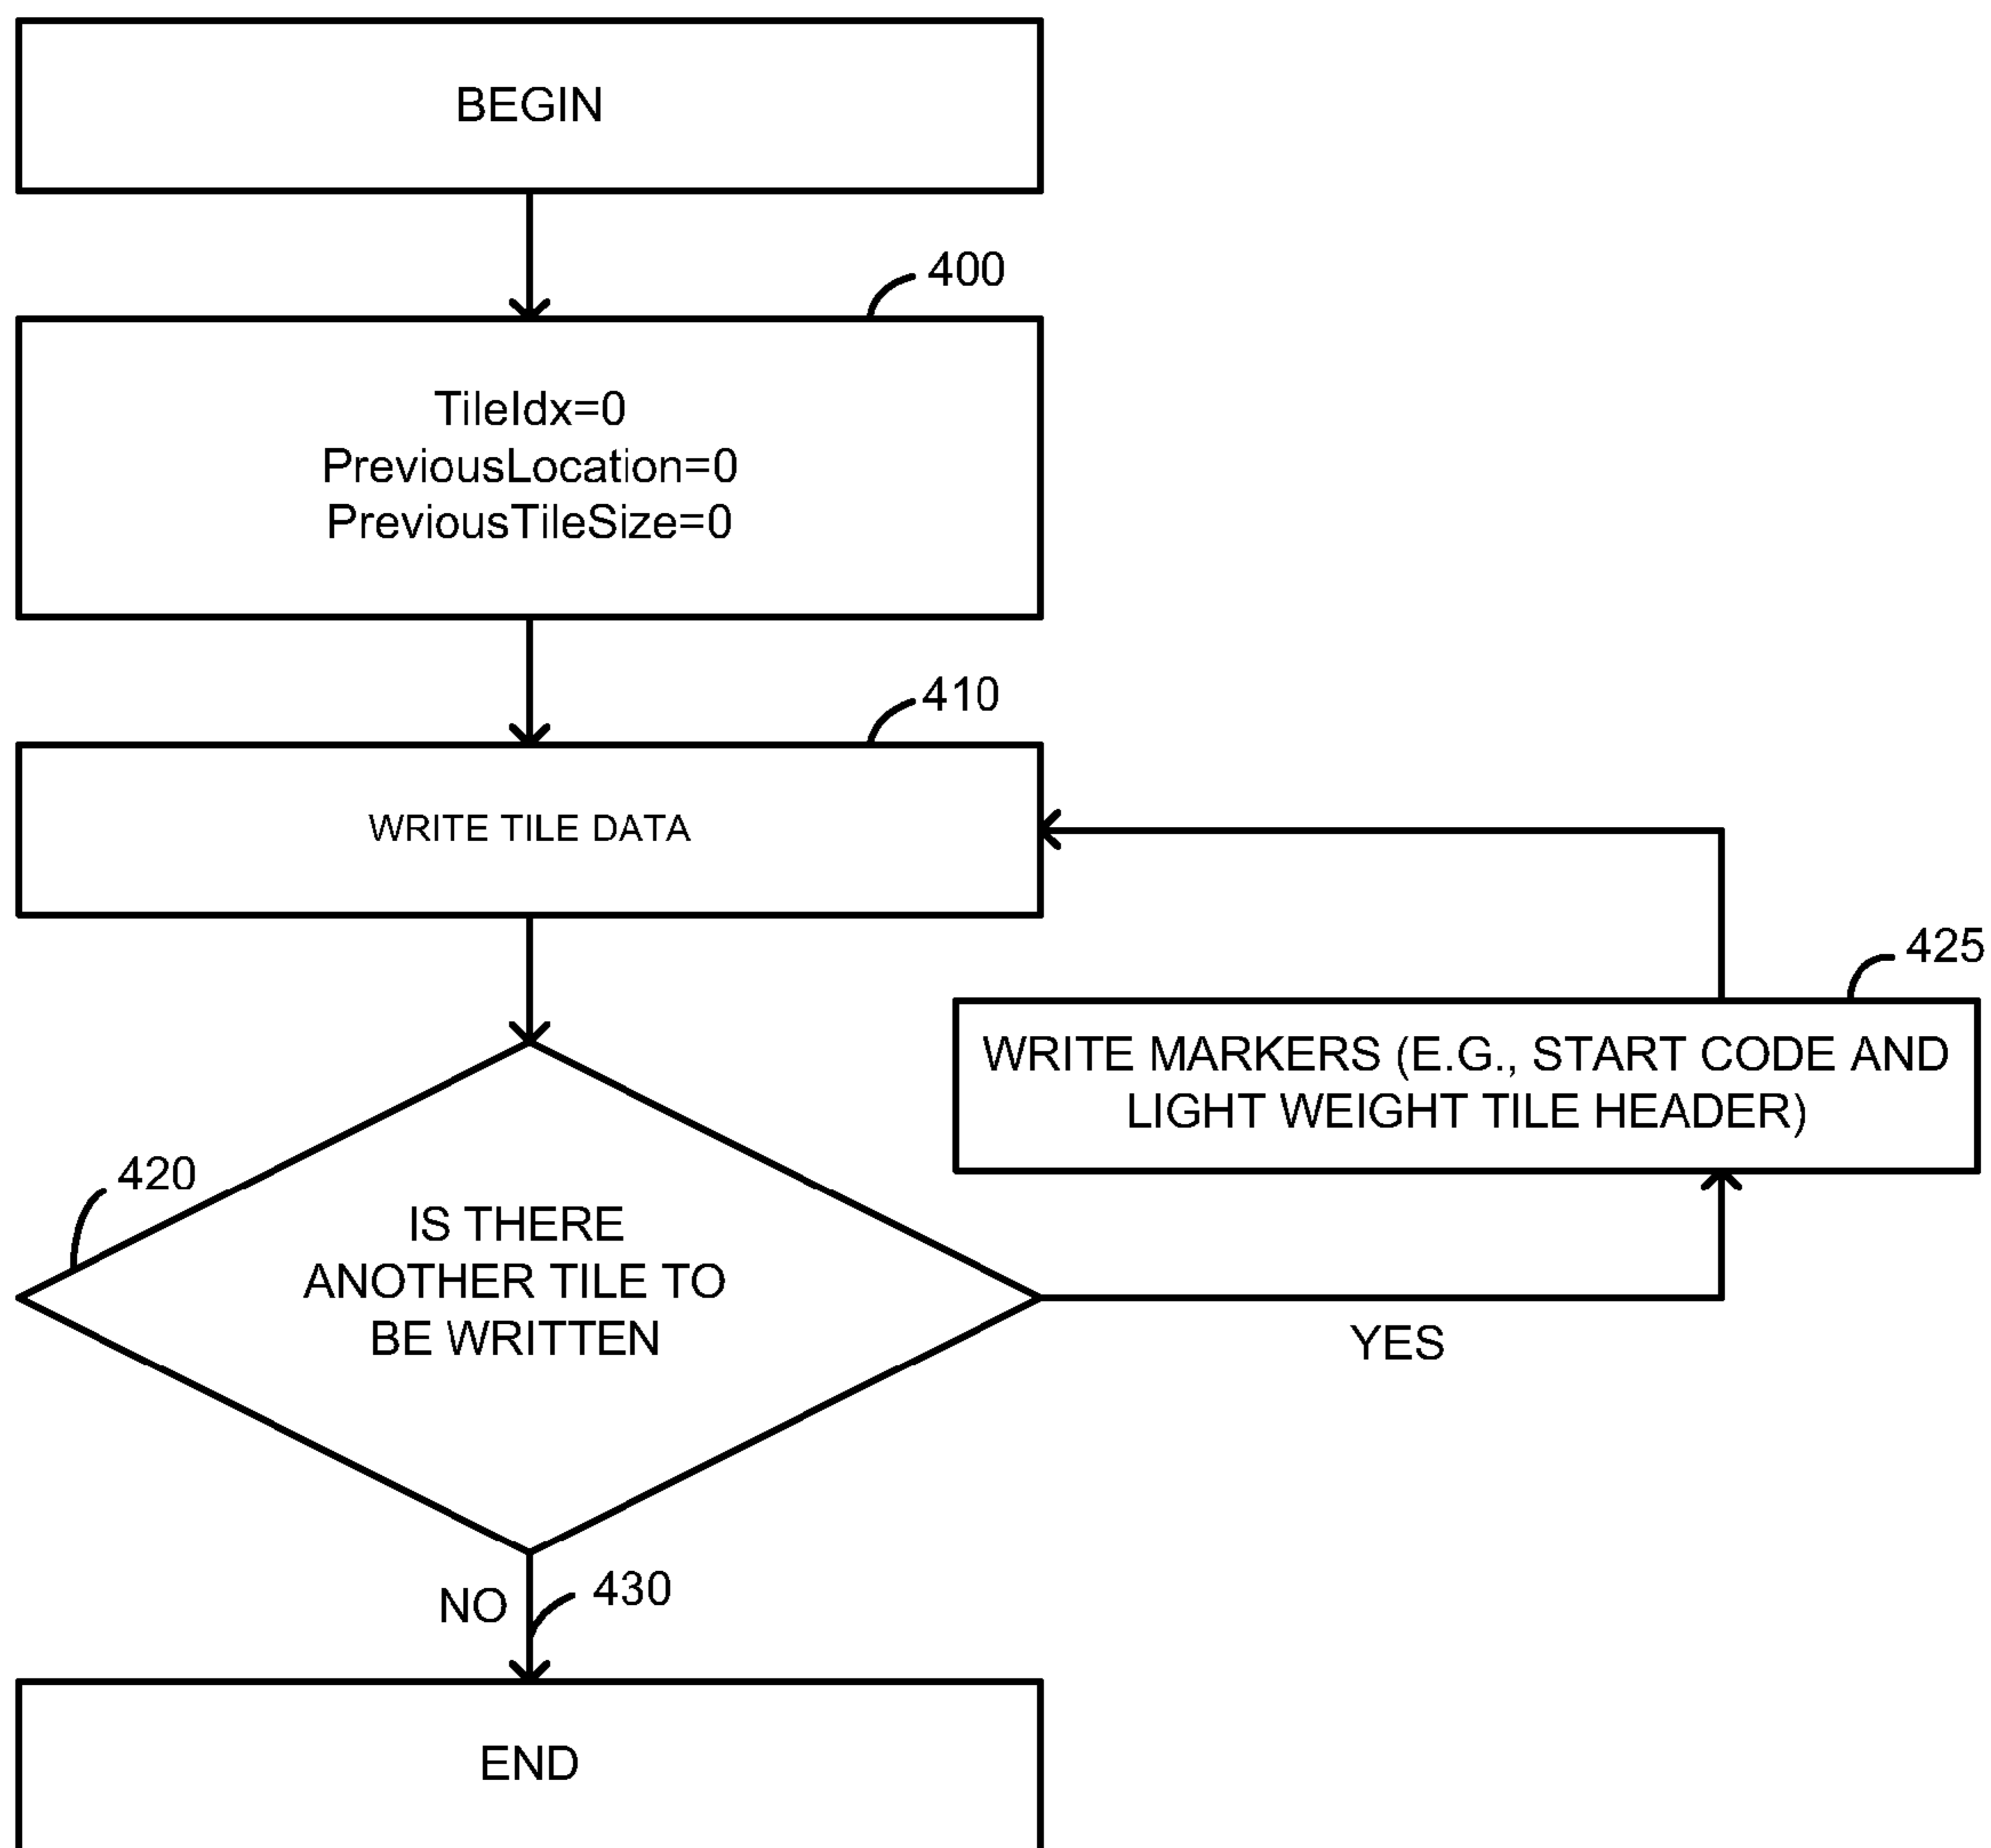 BEGIN
400
TileIdx=0
PreviousLocation=0
PreviousTileSize=0
410
WRITE TILE DATA
425
WRITE MARKERS (E.G., START CODE AND
LIGHT WEIGHT TILE HEADER)
420
IS THERE
ANOTHER TILE TO
BE WRITTEN
YES
NO
430
END